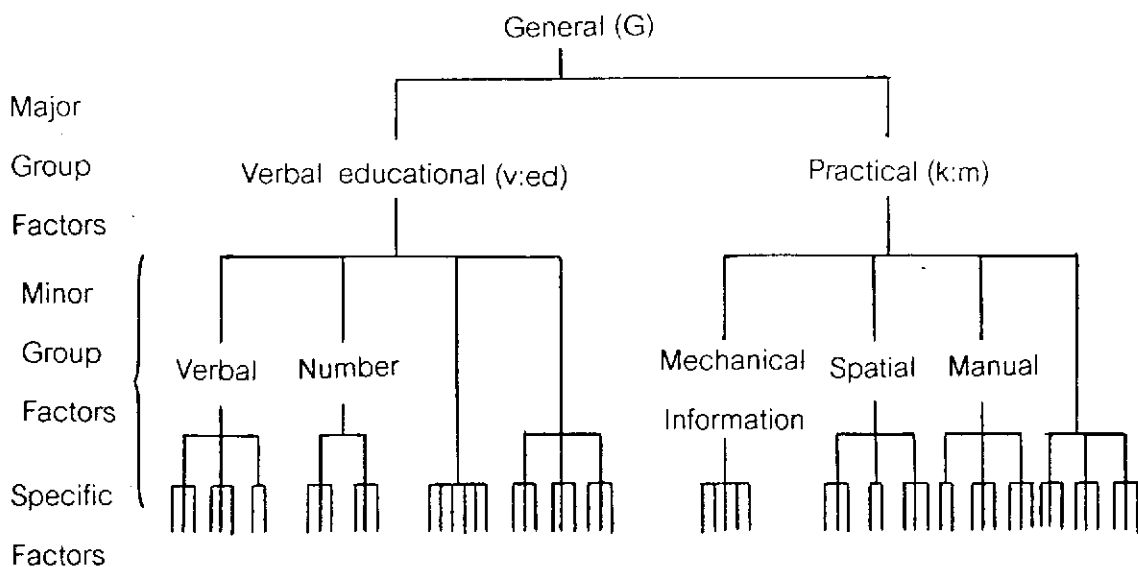 General (G)
Major
Group
Factors
Verbal educational (v:ed)
Practical (k:m)
Minor
Group
Factors
Verbal
Number
Mechanical
Information
Spatial
Manual
Specific
Factors